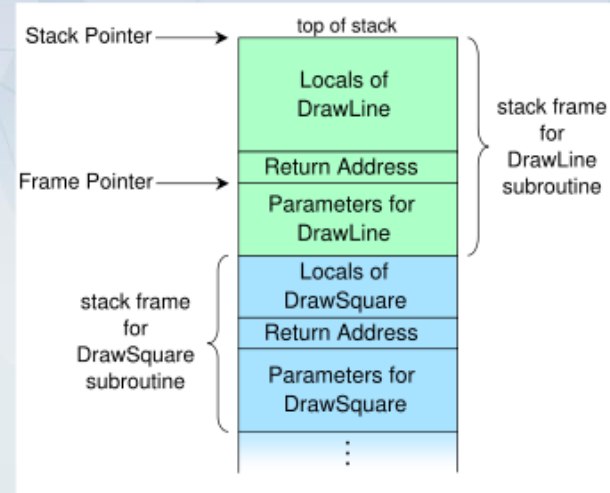 top of stack
Stack Pointer
Locals of
DrawLine
stack frame
for
DrawLine
subroutine
Return Address
Frame Pointer
Parameters for
DrawLine
Locals of
DrawSquare
stack frame
for
DrawSquare
subroutine
Return Address
Parameters for
DrawSquare
⋮